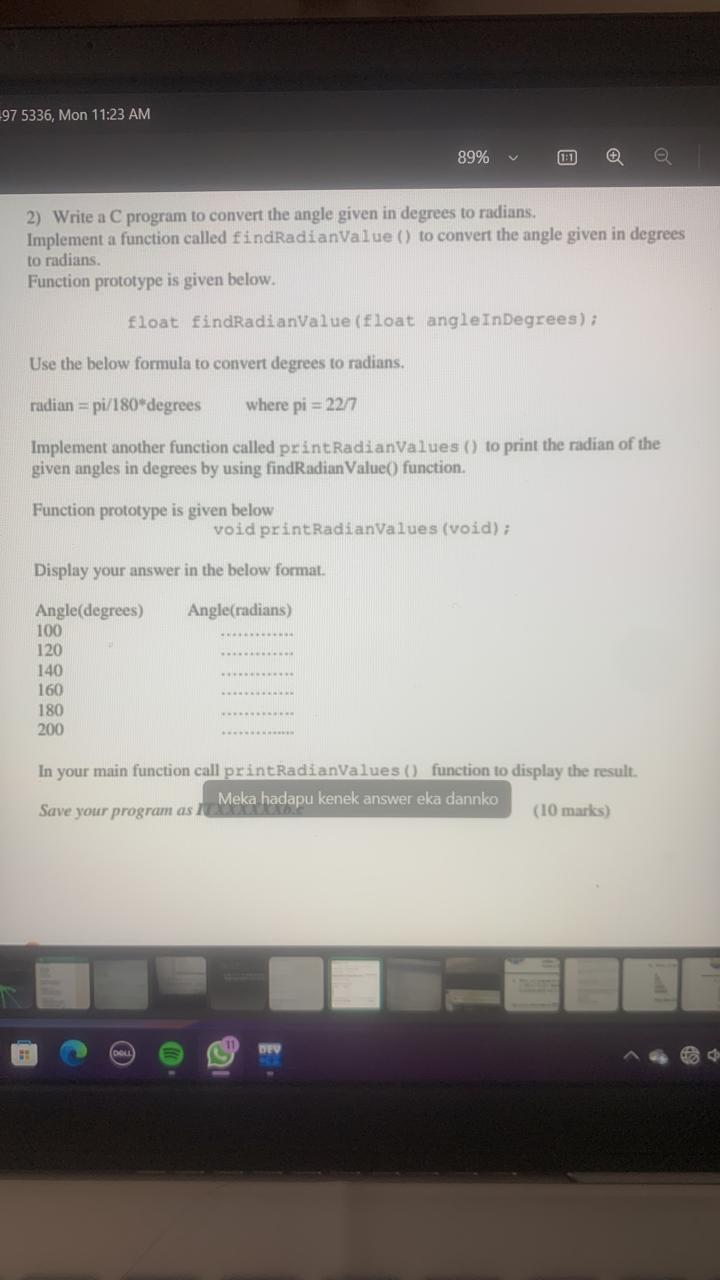 497 5336, Mon 11:23 AM
89%
1:1
2) Write a C program to convert the angle given in degrees to radians.
Implement a function called findRadianValue() to convert the angle given in degrees
to radians.
Function prototype is given below.
float findRadianValue(float angleInDegrees);
Use the below formula to convert degrees to radians.
radian = pi/180*degrees where pi = 22/7
Implement another function called printRadianValues() to print the radian of the
given angles in degrees by using findRadianValue() function.
Function prototype is given below
void printRadianValues(void);
Display your answer in the below format.
Angle(degrees) Angle(radians)
100 .............
120 .............
140 .............
160 .............
180 .............
200 .............
In your main function call printRadianValues() function to display the result.
Meka hadapu kenek answer eka dannko
Save your program as (10 marks)
11
DELL
DEV